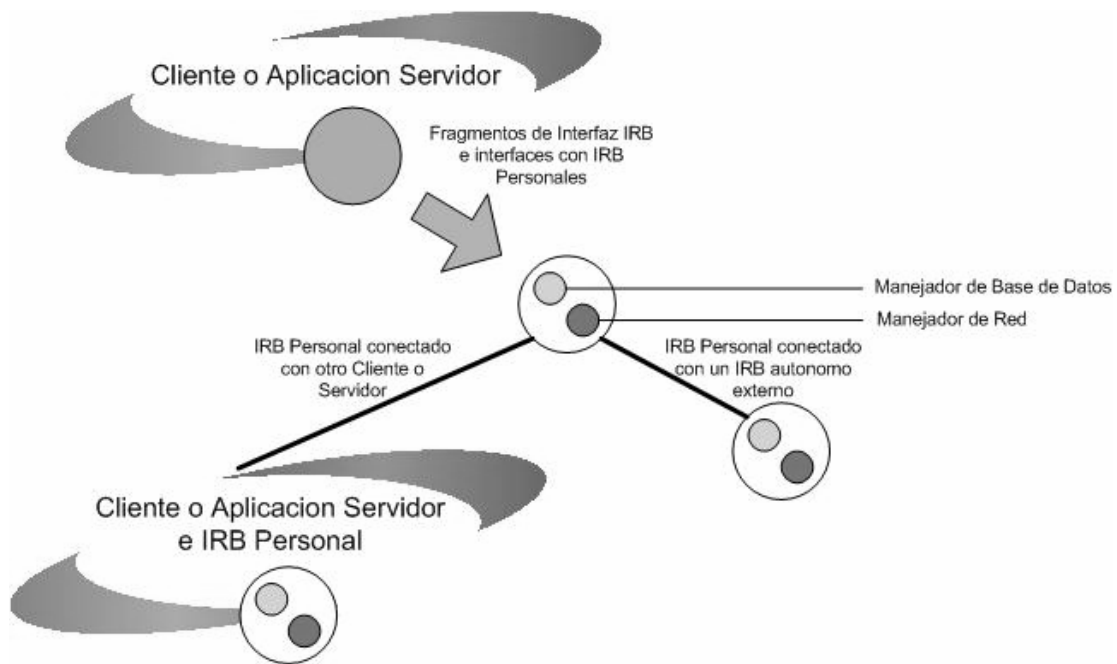 Cliente o Aplicacion Servidor
Fragmentos de Interfaz IRB
e interfaces con IRB
Personales
Manejador de Base de Datos
Manejador de Red
IRB Personal conectado
con otro Cliente o
Servidor
IRB Personal conectado
con un IRB autonomo
externo
Cliente o Aplicacion Servidor
e IRB Personal